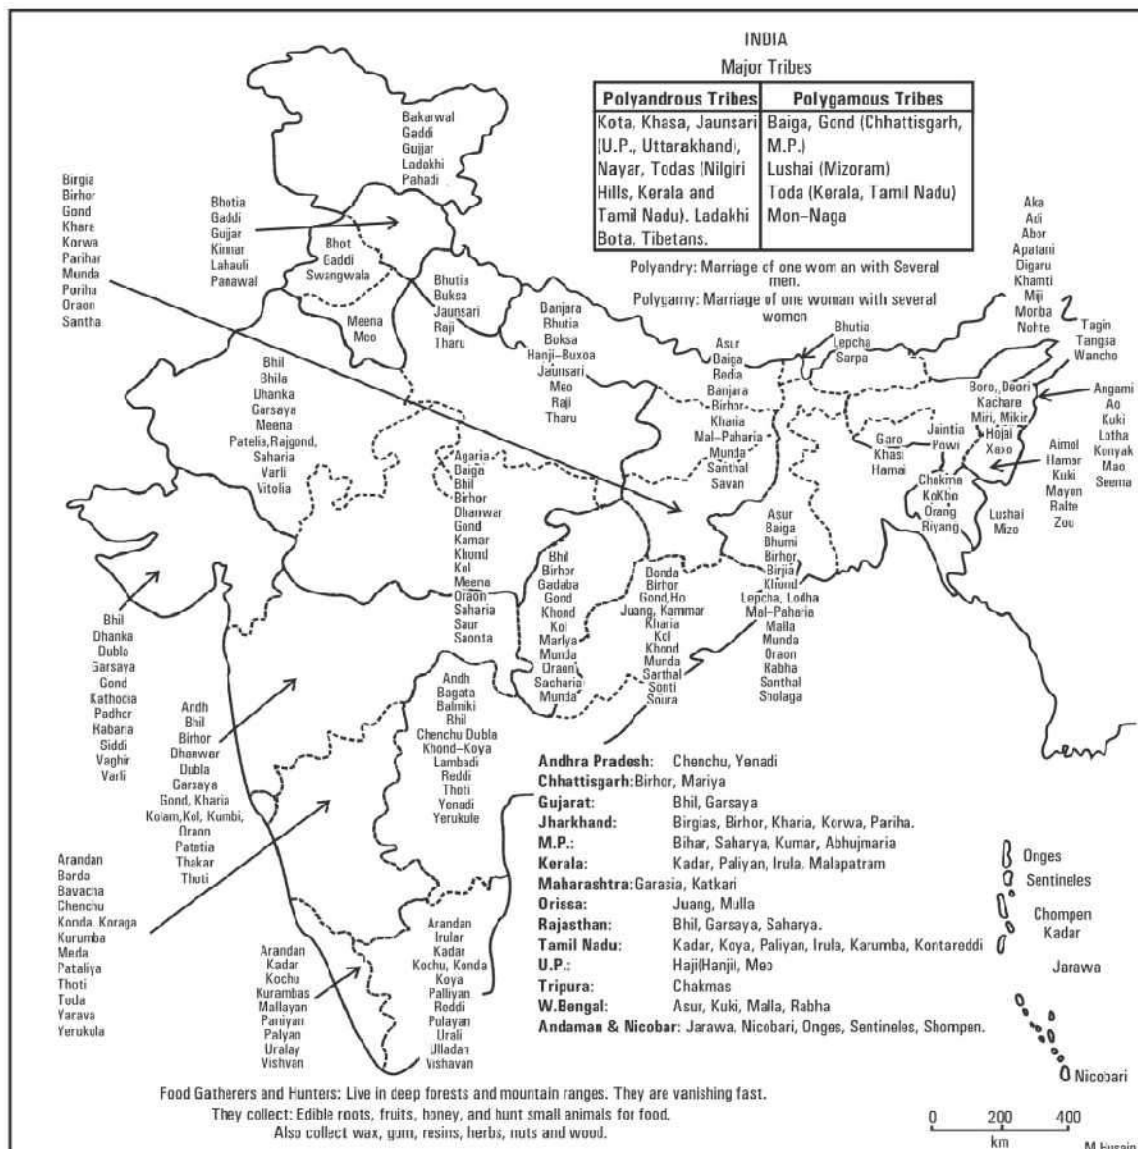 INDIA
Major Tribes
Polyandrous Tribes
Polygamous Tribes
Kota, Khasa, Jaunsari
(U.P., Uttarakhand),
Nayar, Todas (Nilgiri
Hills, Kerala and
Tamil Nadu). Ladakhi
Bota, Tibetans.
Baiga, Gond (Chhattisgarh,
M.P.)
Lushai (Mizoram)
Toda (Kerala, Tamil Nadu)
Mon-Naga
Polyandry: Marriage of one wom an with Several
men.
Polygamy: Marriage of one woman with several
women
Bakarwal
Gaddi
Gujjar
Ladakhi
Pahadi
Birgia
Birhor
Gond
Khare
Korwa
Parihar
Munda
Poriha
Oraon
Santha
Bhotia
Gaddi
Gujjar
Kinnar
Lahauli
Panawal
Bhot
Gaddi
Swangwala
Meena
Moo
Bhutia
Buksa
Jaunsari
Raji
Tharu
Banjara
Bhutia
Boksa
Hanji-Buxoa
Jaunsari
Meo
Raji
Tharu
Asur
Baiga
Banjara
Birhor
Kharia
Mal-Paharia
Munda
Santhal
Savan
Bhutia
Lepcha
Sarpa
Aka
Adi
Abor
Apatani
Digaru
Khamti
Miji
Morba
Nohte
Tagin
Tangsa
Wancho
Boro, Deori
Kachare
Miri, Mikir
Hojai
Xaxo
Angami
Ao
Kuki
Lotha
Konyak
Mao
Seema
Aimol
Hamar
Kuki
Mayon
Ralte
Zou
Garo
Khasi
Hamai
Jaintia
Powi
Chakma
KoKbo
Orang
Riyang
Lushai
Mizo
Bhil
Bhila
Dhanka
Garsaya
Meena
Patelia, Rajgond,
Saharia
Varli
Vitolia
Agaria
Baiga
Bhil
Birhor
Dhanwar
Gond
Kamar
Khond
Kol
Meena
Oraon
Saharia
Saur
Saonta
Bhil
Birhor
Gadaba
Gond
Khond
Kol
Mariya
Munda
Oraon
Sacharia
Munda
Donda
Birhor
Gond,Ho
Juang, Kammar
Kharia
Kol
Khond
Munda
Sarthal
Sonti
Soura
Asur
Baiga
Bhumi
Birhor
Birjia
Khond
Lepcha, Lodha
Mal-Paharia
Malla
Munda
Oraon
Rabha
Santhal
Sholaga
Bhil
Dhanka
Dubla
Garsaya
Gond
Kathodia
Padhor
Rabaria
Siddi
Vaghir
Varli
Andh
Bhil
Birhor
Dhanwar
Dubla
Garsaya
Gond, Kharia
Kolam,Kol, Kumbi,
Oraon
Patetia
Thakar
Thoti
Andh
Bagata
Balmiki
Bhil
Chenchu Dubla
Khond-Koya
Lambadi
Reddi
Thoti
Yenadi
Yerukule
Arandan
Barda
Bavacha
Chenchu
Konda, Koraga
Kurumba
Meda
Pataliya
Thoti
Toda
Yarava
Yerukula
Arandan
Kadar
Kochu
Kurambas
Mallayan
Paniyan
Palyan
Uralay
Vishvan
Arandan
Irular
Kadar
Kochu, Konda
Koya
Palliyan
Reddi
Pulayan
Urali
Ulladan
Vishavan
Andhra Pradesh: Chenchu, Yenadi
Chhattisgarh: Birhor, Mariya
Gujarat: Bhil, Garsaya
Jharkhand: Birgias, Birhor, Kharia, Korwa, Pariha.
M.P.: Bihar, Saharya, Kumar, Abhujmaria
Kerala: Kadar, Paliyan, Irula, Malapatram
Maharashtra: Garasia, Katkari
Orissa: Juang, Mulla
Rajasthan: Bhil, Garsaya, Saharya.
Tamil Nadu: Kadar, Koya, Paliyan, Irula, Karumba, Kontareddi
U.P.: Haji(Hanji), Meo
Tripura: Chakmas
W.Bengal: Asur, Kuki, Malla, Rabha
Andaman & Nicobar: Jarawa, Nicobari, Onges, Sentineles, Shompen.
Onges
Sentineles
Chompen
Kadar
Jarawa
Nicobari
Food Gatherers and Hunters: Live in deep forests and mountain ranges. They are vanishing fast.
They collect: Edible roots, fruits, honey, and hunt small animals for food.
Also collect wax, gum, resins, herbs, nuts and wood.
0 200 400
km
M.Husain